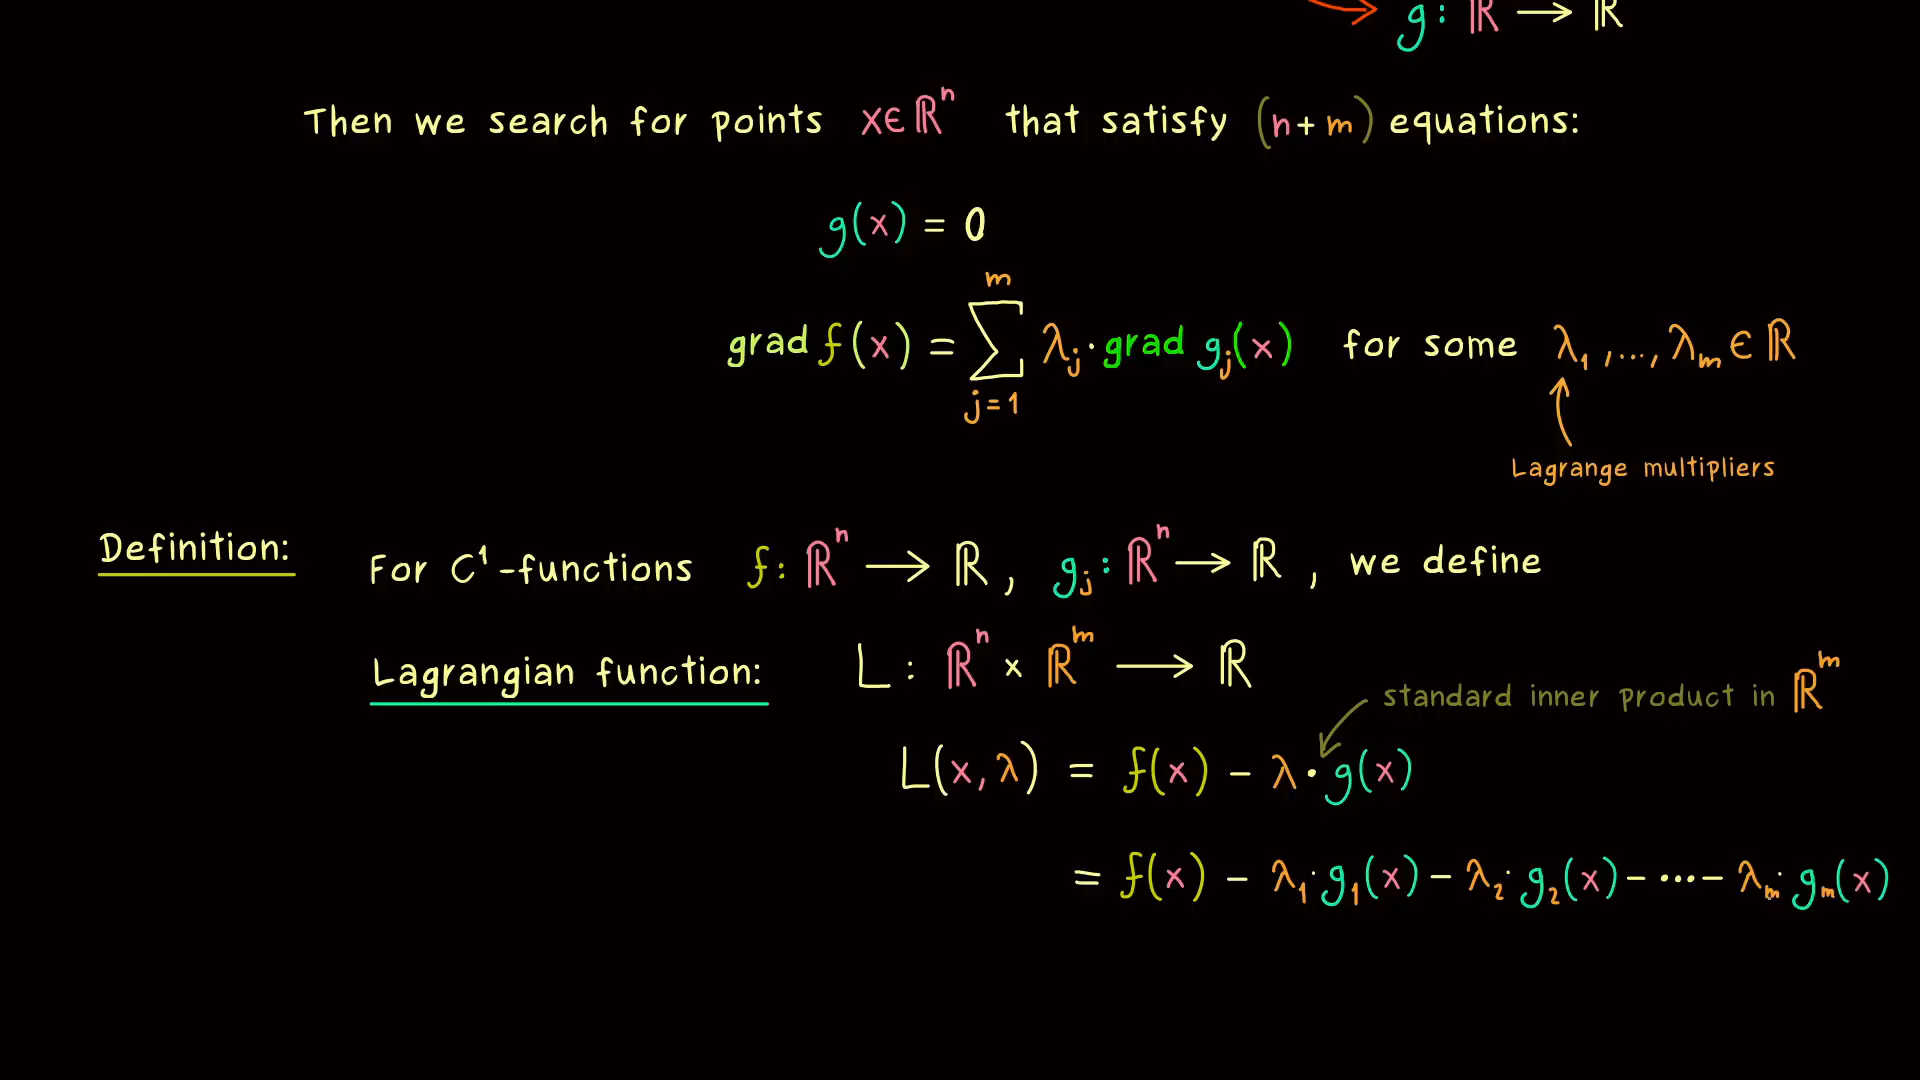 g : ℝ → ℝ
Then we search for points x ∈ ℝⁿ that satisfy (n + m) equations:
g(x) = 0
grad f(x) = ∑_{j=1}^{m} λⱼ · grad gⱼ(x) for some λ₁ , ... , λₘ ∈ ℝ
Lagrange multipliers
Definition: For C¹-functions f : ℝⁿ → ℝ , gⱼ : ℝⁿ → ℝ , we define
Lagrangian function: L : ℝⁿ × ℝᵐ → ℝ
standard inner product in ℝᵐ
L(x, λ) = f(x) − λ · g(x)
= f(x) − λ₁ · g₁(x) − λ₂ · g₂(x) − ... − λₘ · gₘ(x)